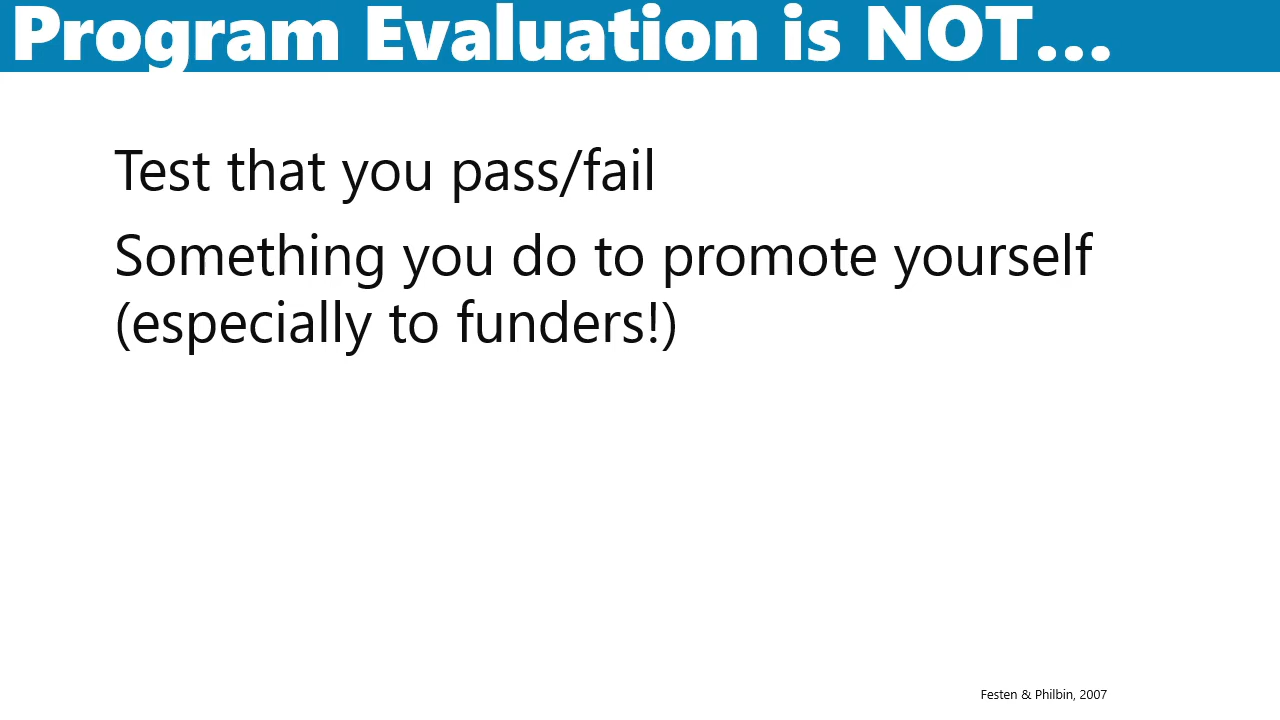 Program Evaluation is NOT...
Test that you pass/fail
Something you do to promote yourself
(especially to funders!)
Festen & Philbin, 2007